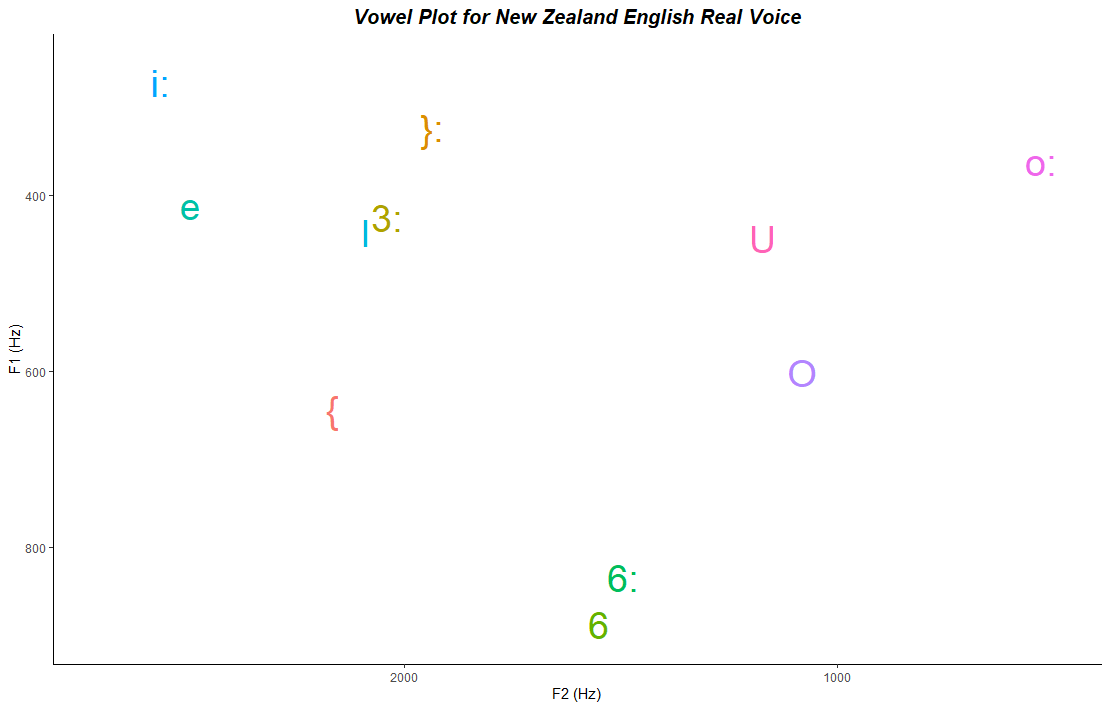 Vowel Plot for New Zealand English Real Voice
i:
}:
o:
400
e
3:
I
U
F1 (Hz)
600
O
{
800
6:
6
2000
1000
F2 (Hz)